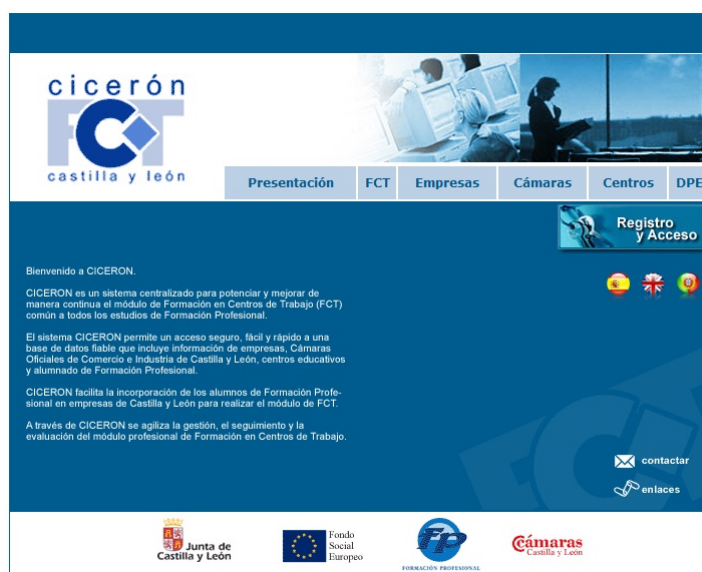 cicerón
FCT
castilla y león
Presentación FCT Empresas Cámaras Centros DPE
Registro
y Acceso
Bienvenido a CICERON.
CICERON es un sistema centralizado para potenciar y mejorar de
manera continua el módulo de Formación en Centros de Trabajo (FCT)
común a todos los estudios de Formación Profesional.
El sistema CICERON permite un acceso seguro, fácil y rápido a una
base de datos fiable que incluye información de empresas, Cámaras
Oficiales de Comercio e Industria de Castilla y León, centros educativos
y alumnado de Formación Profesional.
CICERON facilita la incorporación de los alumnos de Formación Profe-
sional en empresas de Castilla y León para realizar el módulo de FCT.
A través de CICERON se agiliza la gestión, el seguimiento y la
evaluación del módulo profesional de Formación en Centros de Trabajo.
FCT
contactar
enlaces
Junta de
Castilla y León
Fondo
Social
Europeo
Fp
FORMACIÓN PROFESIONAL
Cámaras
Castilla y León